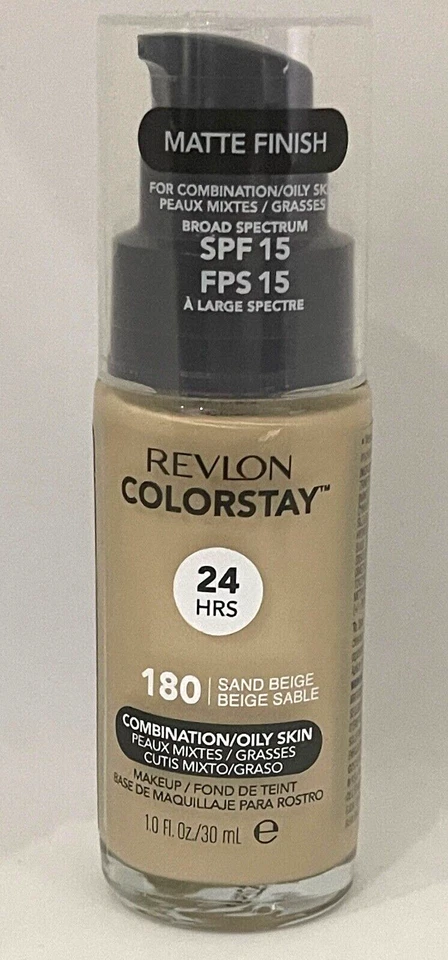 MATTE FINISH
FOR COMBINATION/OILY
PEAUX MIXTES / GRASSES
BROAD SPECTRUM
SPF 15
FPS 15
À LARGE SPECTRE
REVLON
COLORSTAY™
24
HRS
180 | SAND BEIGE
BEIGE SABLE
COMBINATION/OILY SKIN
PEAUX MIXTES / GRASSES
CUTIS MIXTO/GRASO
MAKEUP / FOND DE TEINT
BASE DE MAQUILLAJE PARA ROSTRO
1.0 Fl. Oz./30 mL ℮